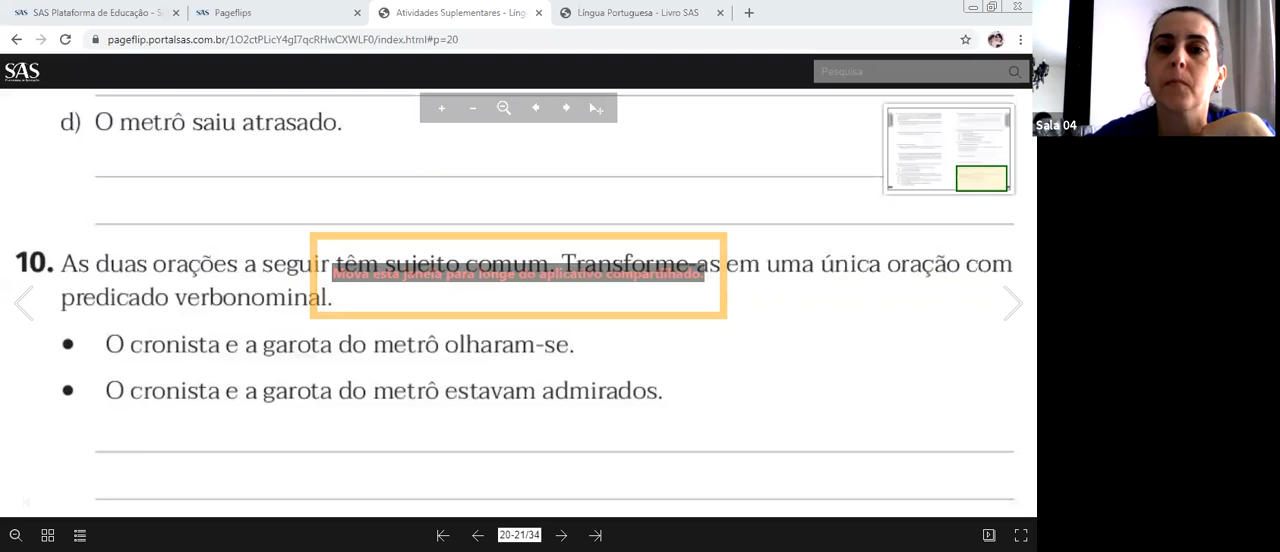 SAS Plataforma de Educação - S
Pageflips
Atividades Suplementares - Líng
Língua Portuguesa - Livro SAS
pageflip.portalsas.com.br/1O2ctPLicY4gI7qcRHwCXWLF0/index.html#p=20
SAS
Pesquisa
Sala 04
d) O metrô saiu atrasado.
10. As duas orações a seguir têm sujeito comum. Transforme-as em uma única oração com
Mova esta janela para longe do aplicativo compartilhado.
predicado verbonominal.
• O cronista e a garota do metrô olharam-se.
• O cronista e a garota do metrô estavam admirados.
20-21/34